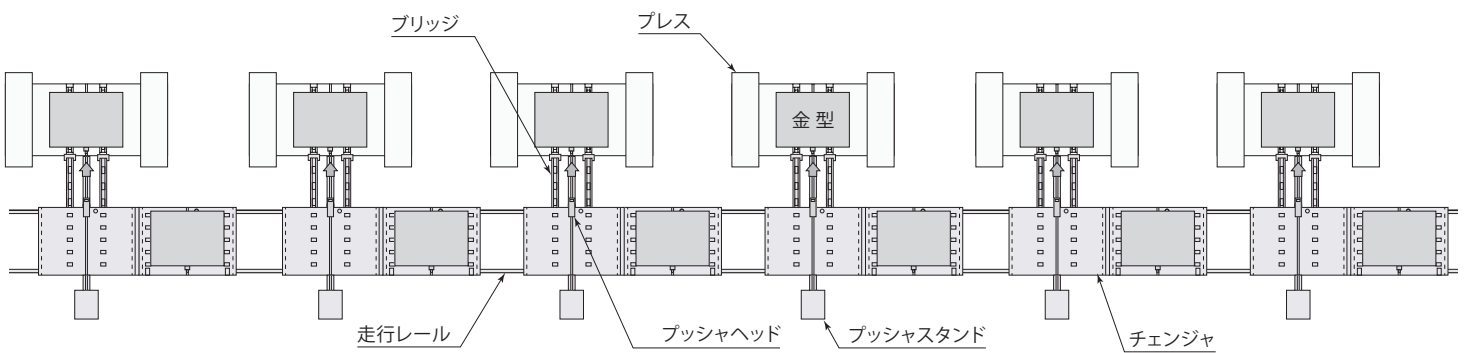 ブリッジ
プレス
金型
走行レール
プッシャヘッド
プッシャスタンド
チェンジャ